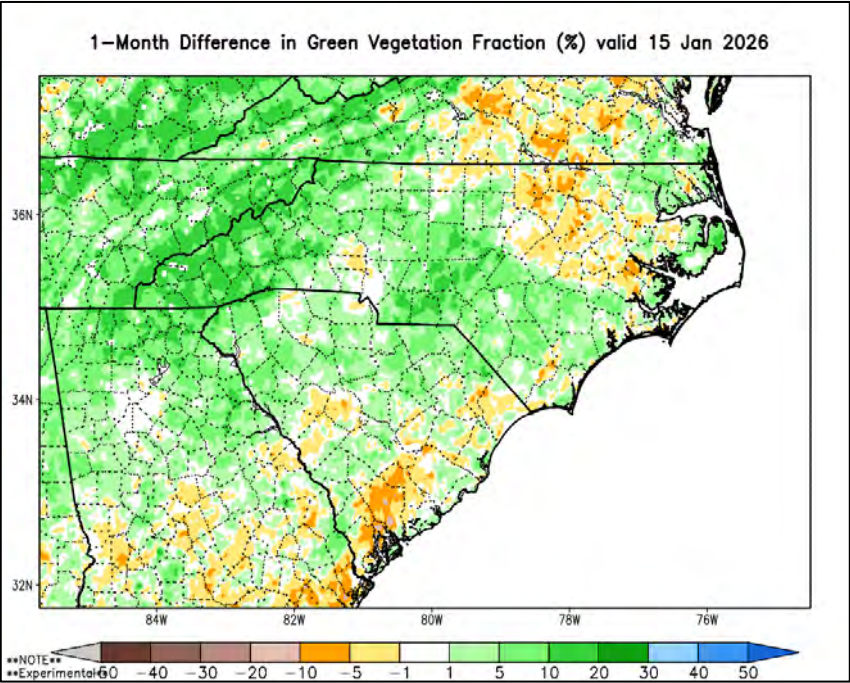 1-Month Difference in Green Vegetation Fraction (%) valid 15 Jan 2026
36N
34N
32N
84W 82W 80W 78W 76W
**NOTE**
**Experimental
-40 -30 -20 -10 -5 -1 1 5 10 20 30 40 50